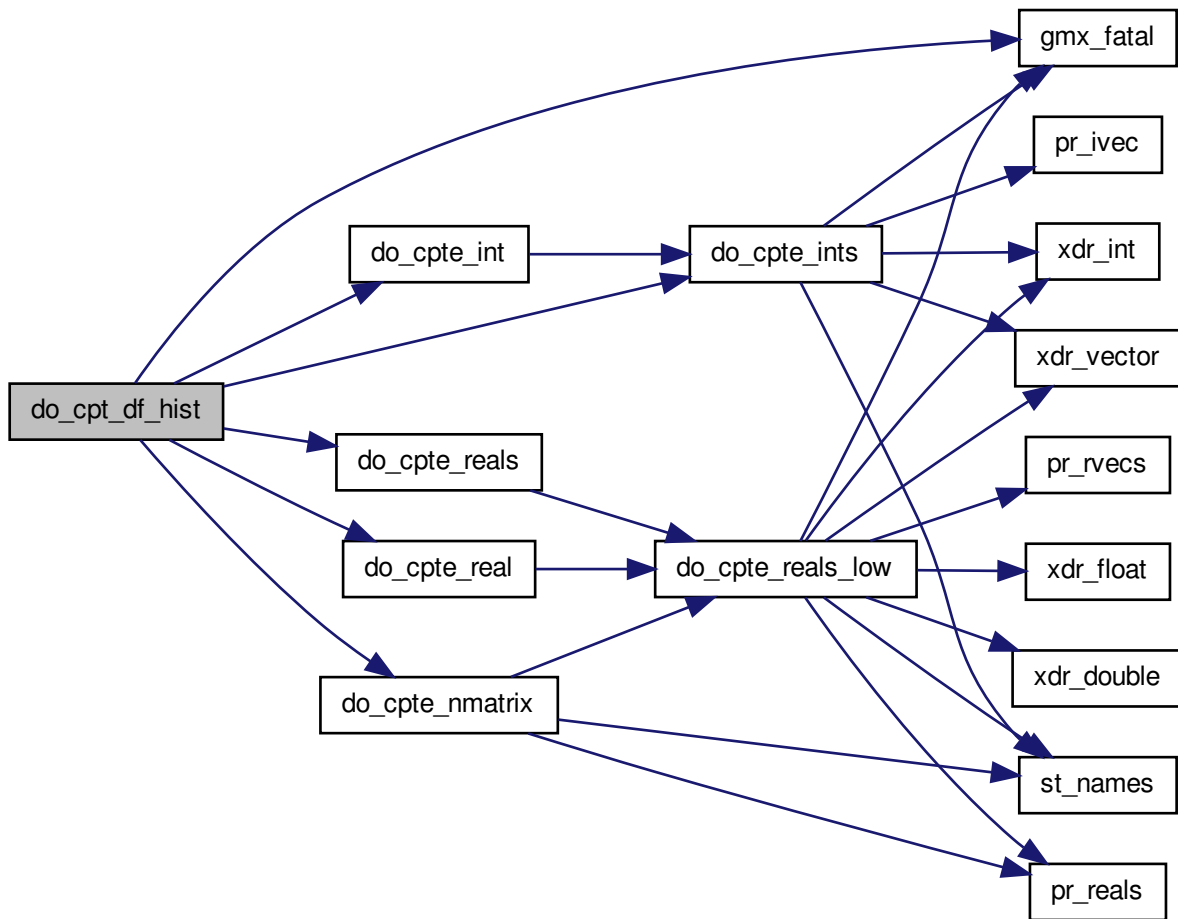 gmx_fatal
pr_ivec
do_cpte_int
do_cpte_ints
xdr_int
xdr_vector
do_cpt_df_hist
do_cpte_reals
pr_rvecs
do_cpte_real
do_cpte_reals_low
xdr_float
xdr_double
do_cpte_nmatrix
st_names
pr_reals